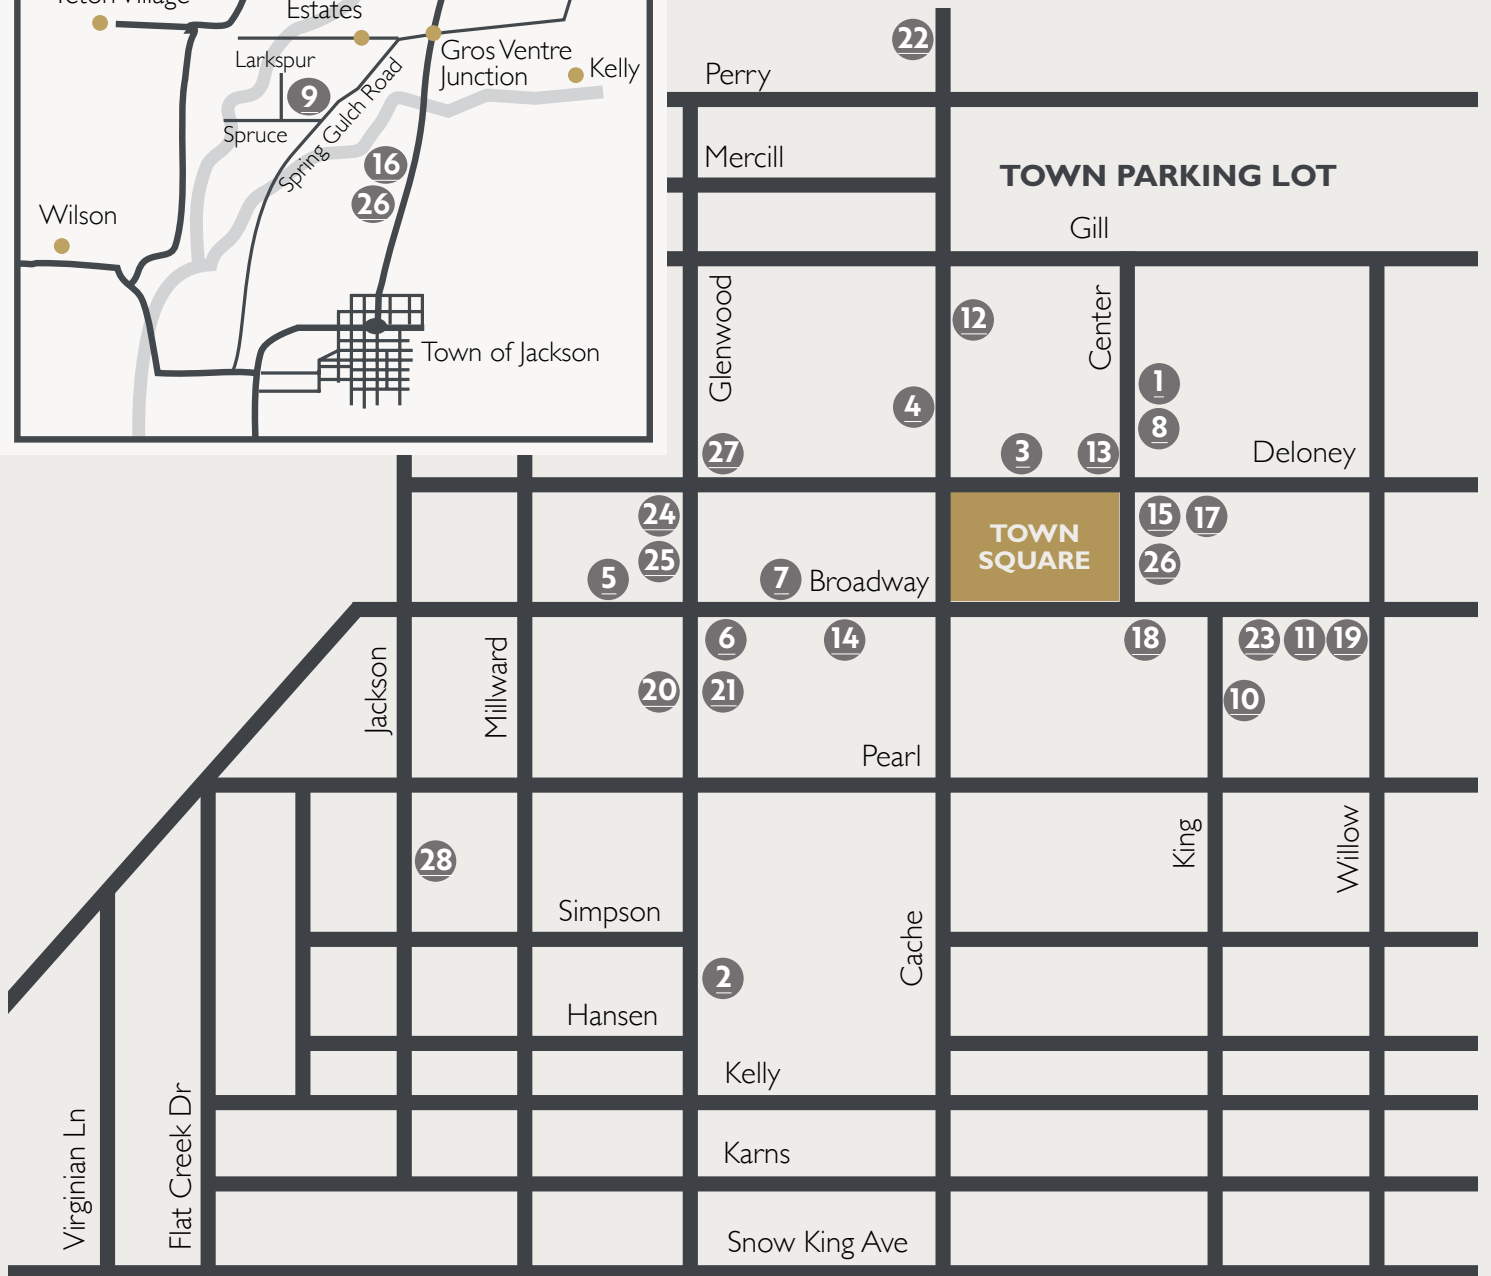 Teton Village
Estates
Larkspur
9
Spruce
Spring Gulch Road
Gros Ventre
Junction
Kelly
16
26
Wilson
Town of Jackson
22
Perry
Mercill
TOWN PARKING LOT
Gill
Glenwood
12
Center
1
4
8
27
3
13
Deloney
24
15
17
TOWN
SQUARE
25
5
7
Broadway
26
6
14
18
23
11
19
Jackson
Millward
20
21
10
Pearl
28
King
Willow
Simpson
Cache
2
Hansen
Kelly
Virginian Ln
Flat Creek Dr
Karns
Snow King Ave